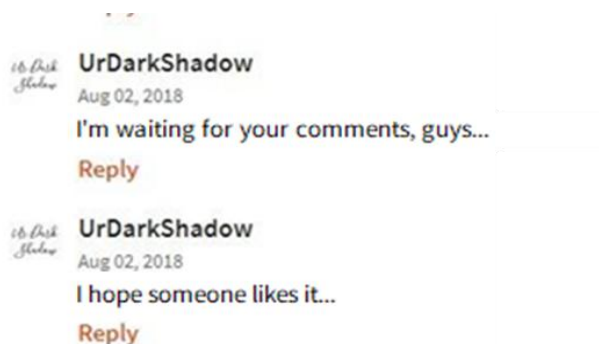 UrDarkShadow
Aug 02, 2018
I'm waiting for your comments, guys...
Reply
UrDarkShadow
Aug 02, 2018
I hope someone likes it...
Reply